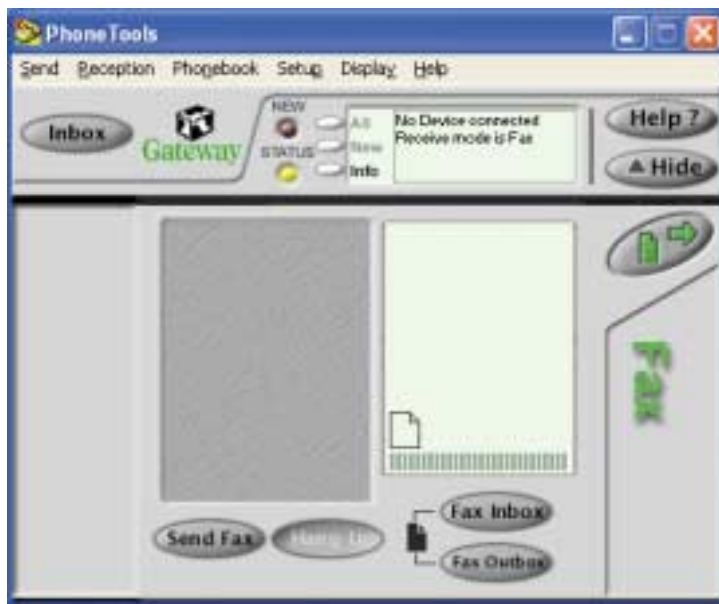 PhoneTools
Send Reception Phonebook Setup Display Help
Inbox
Gateway
NEW
STATUS
All
New
Info
No Device connected
Receive mode is Fax
Help ?
Hide
Fax
Send Fax
Hang Up
Fax Inbox
Fax Outbox